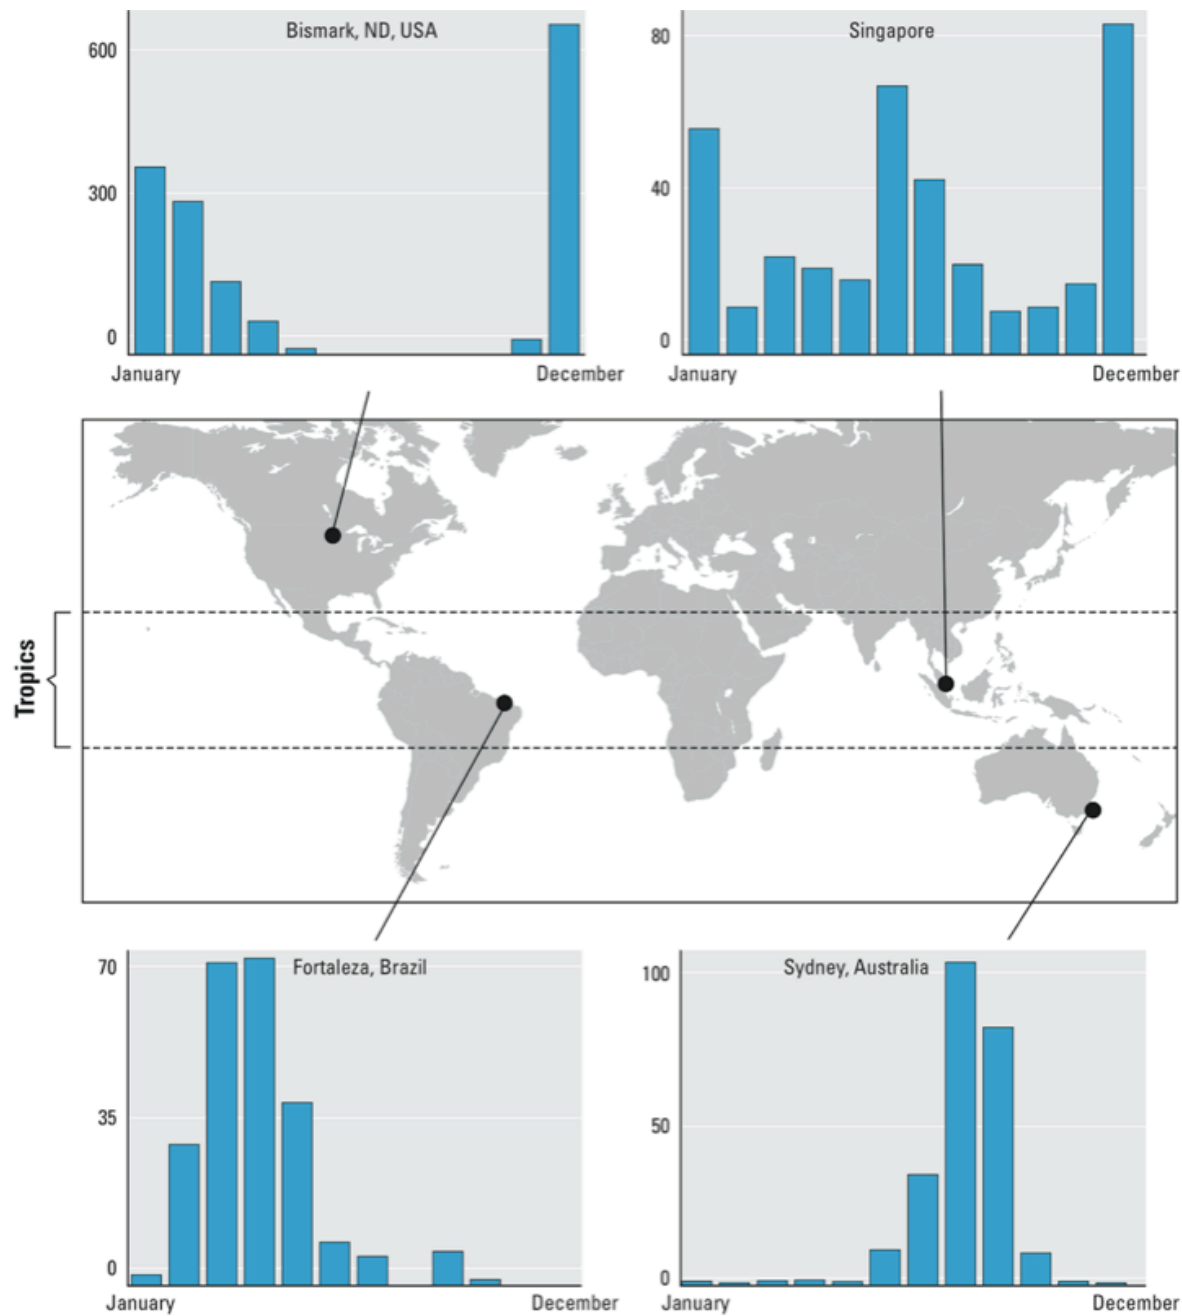 Bismark, ND, USA
600
300
0
January
December
Singapore
80
40
0
January
December
Tropics
Fortaleza, Brazil
70
35
0
January
December
Sydney, Australia
100
50
0
January
December